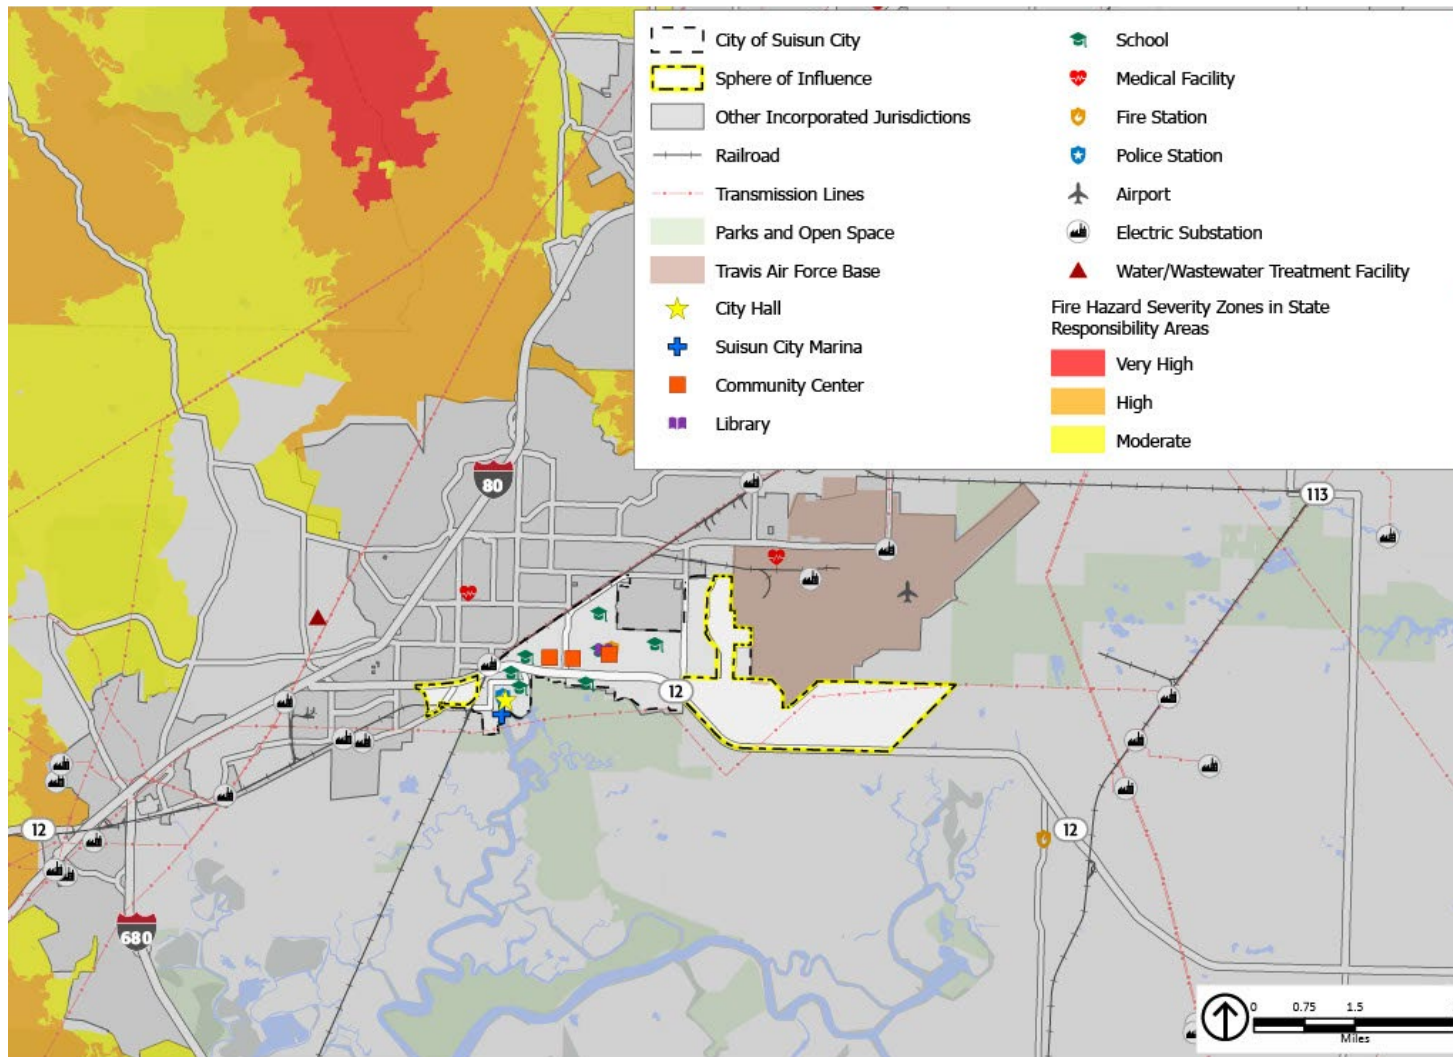 City of Suisun City
Sphere of Influence
Other Incorporated Jurisdictions
Railroad
Transmission Lines
Parks and Open Space
Travis Air Force Base
City Hall
Suisun City Marina
Community Center
Library
School
Medical Facility
Fire Station
Police Station
Airport
Electric Substation
Water/Wastewater Treatment Facility
Fire Hazard Severity Zones in State
Responsibility Areas
Very High
High
Moderate
80
113
12
12
12
680
0 0.75 1.5
Miles